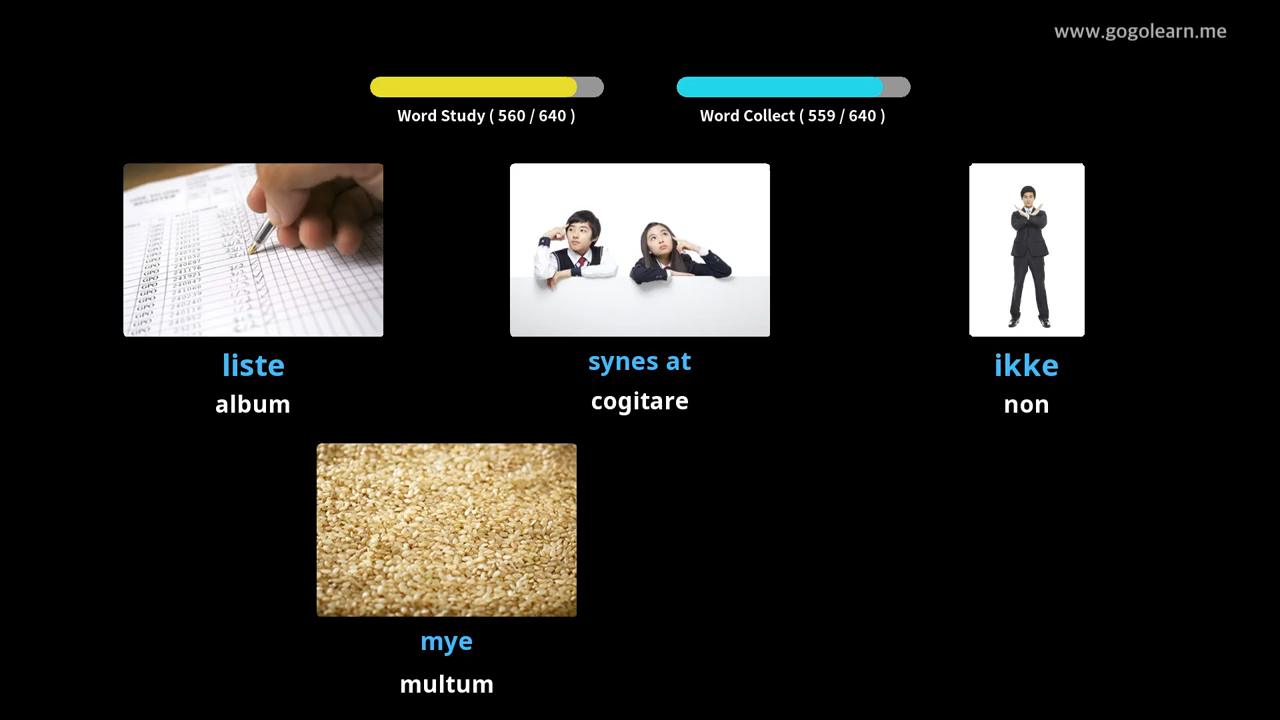 www.gogolearn.me
Word Study ( 560 / 640 )
Word Collect ( 559 / 640 )
liste
album
synes at
cogitare
ikke
non
mye
multum